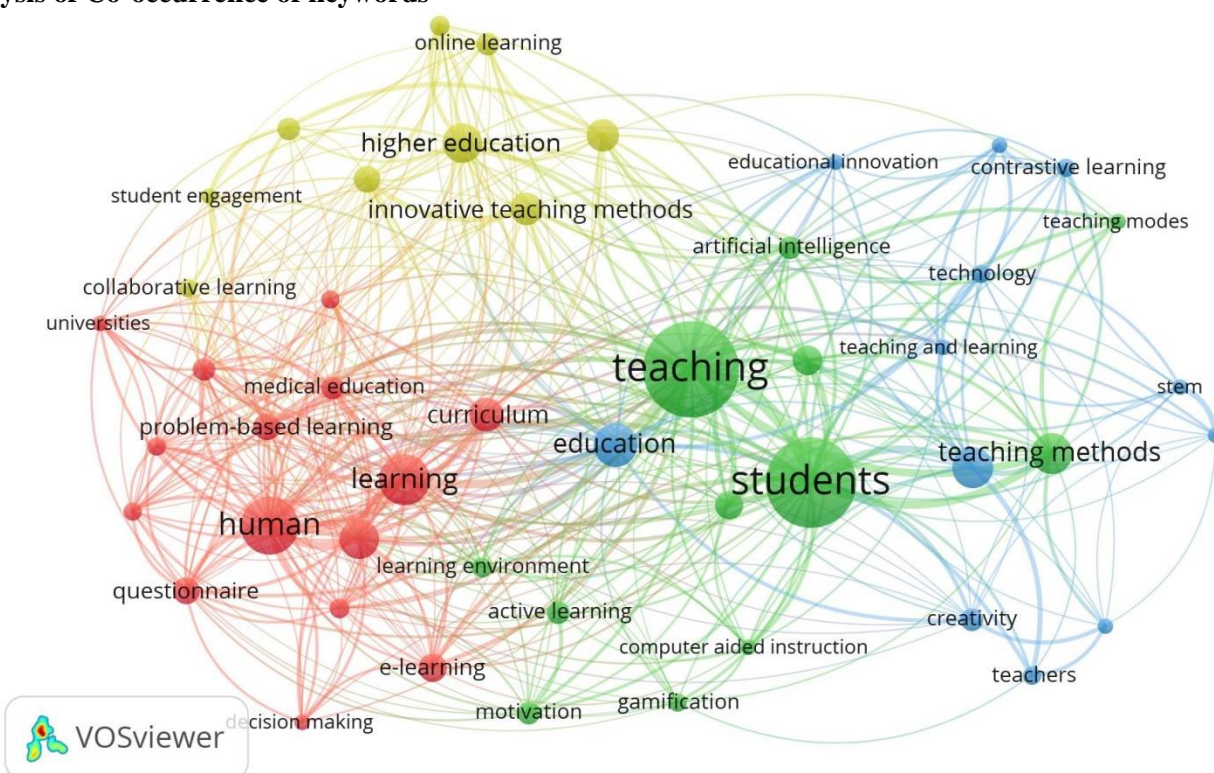 ysis of Co-occurrence of keywords
online learning
higher education
educational innovation
contrastive learning
student engagement
innovative teaching methods
teaching modes
artificial intelligence
technology
collaborative learning
universities
teaching and learning
teaching
medical education
stem
curriculum
problem-based learning
education
teaching methods
learning
students
human
learning environment
questionnaire
active learning
creativity
computer aided instruction
e-learning
teachers
gamification
motivation
decision making
VOSviewer